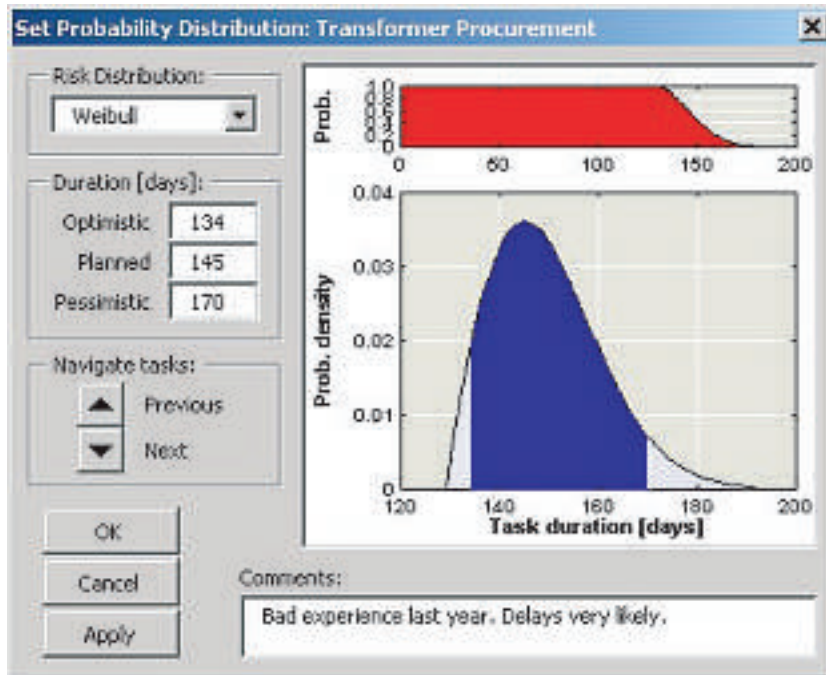 Set Probability Distribution: Transformer Procurement
Risk Distribution:
Weibull
Duration [days]:
Optimistic 134
Planned 145
Pessimistic 170
Navigate tasks:
Previous
Next
OK
Cancel
Apply
Prob.
1.0
0
0 50 100 150 200
Prob. density
0.04
0.03
0.02
0.01
0
120 140 160 180 200
Task duration [days]
Comments:
Bad experience last year. Delays very likely.